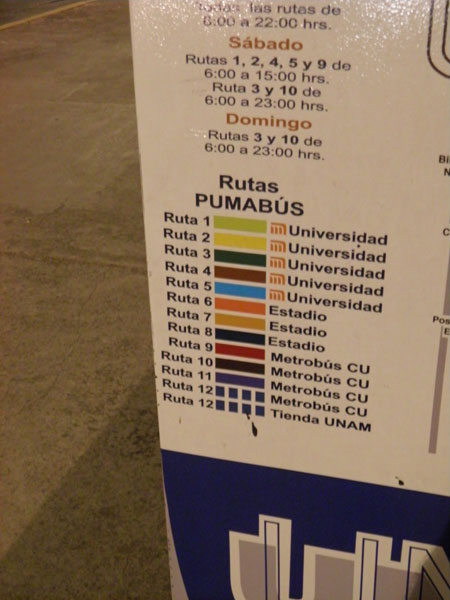 las rutas de
6:00 a 22:00 hrs.
Sábado
Rutas 1, 2, 4, 5 y 9 de
6:00 a 15:00 hrs.
Ruta 3 y 10 de
6:00 a 23:00 hrs.
Domingo
Rutas 3 y 10 de
6:00 a 23:00 hrs.
Rutas
PUMABÚS
Ruta 1 Universidad
Ruta 2 Universidad
Ruta 3 Universidad
Ruta 4 Universidad
Ruta 5 Universidad
Ruta 6 Estadio
Ruta 7 Estadio
Ruta 8 Estadio
Ruta 9 Metrobús CU
Ruta 10 Metrobús CU
Ruta 11 Metrobús CU
Ruta 12 Metrobús CU
Ruta 12 Tienda UNAM